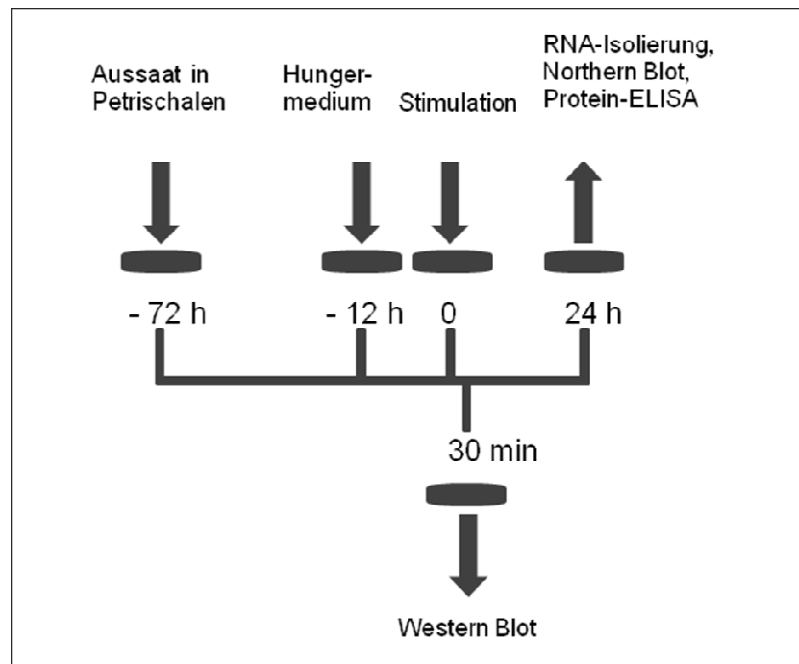 Aussaat in
Petrischalen
Hunger-
medium
Stimulation
RNA-Isolierung,
Northern Blot,
Protein-ELISA
- 72 h
- 12 h
0
24 h
30 min
Western Blot